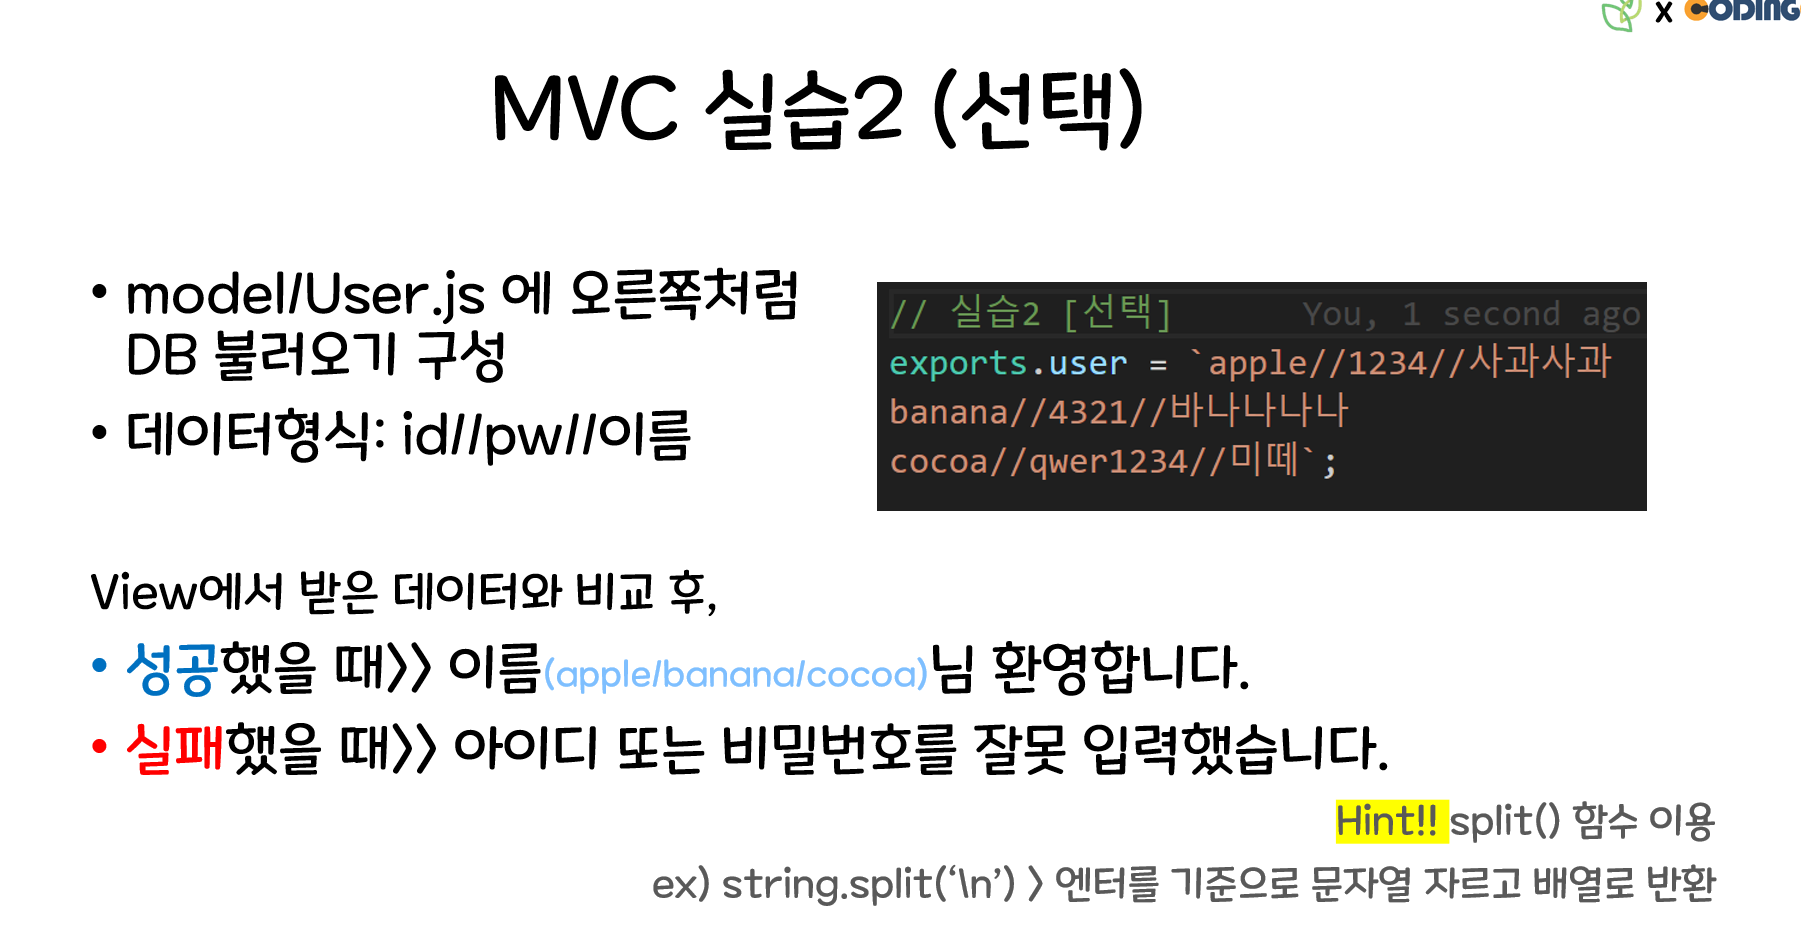 x CODING
MVC 실습2 (선택)
• model/User.js 에 오른쪽처럼
DB 불러오기 구성
• 데이터형식: id//pw//이름
// 실습2 [선택] You, 1 second ago
exports.user = `apple//1234//사과사과
banana//4321//바나나나나
cocoa//qwer1234//미떼`;
View에서 받은 데이터와 비교 후,
• 성공했을 때>> 이름(apple/banana/cocoa)님 환영합니다.
• 실패했을 때>> 아이디 또는 비밀번호를 잘못 입력했습니다.
Hint!! split() 함수 이용
ex) string.split(‘\n’) > 엔터를 기준으로 문자열 자르고 배열로 반환